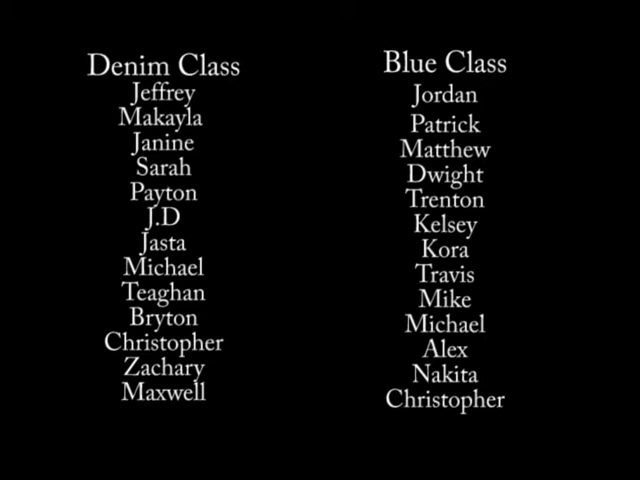 Denim Class
Jeffrey
Makayla
Janine
Sarah
Payton
J.D
Jasta
Michael
Teaghan
Bryton
Christopher
Zachary
Maxwell
Blue Class
Jordan
Patrick
Matthew
Dwight
Trenton
Kelsey
Kora
Travis
Mike
Michael
Alex
Nakita
Christopher